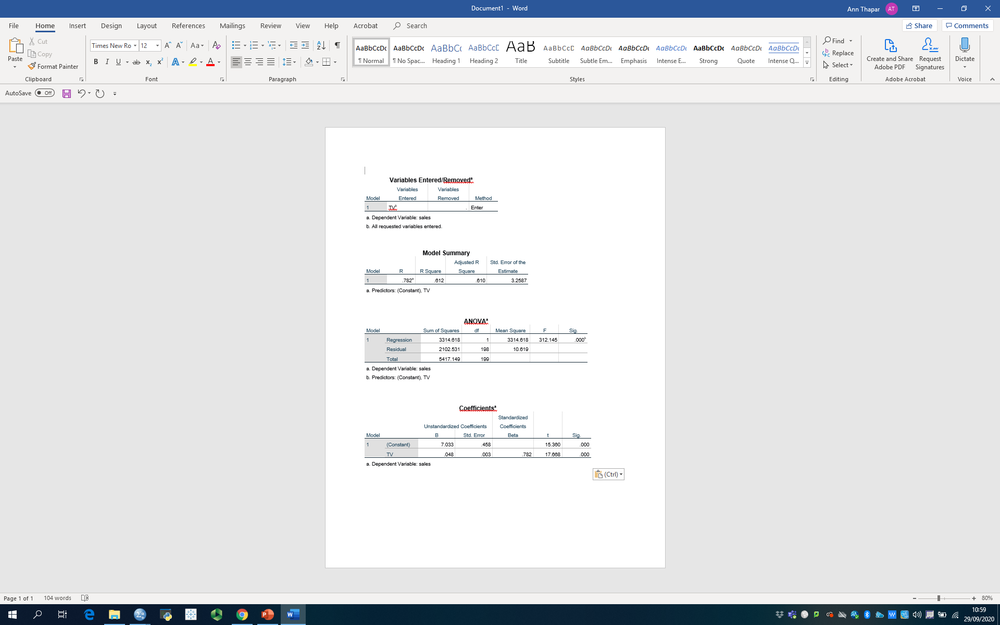 Document1 - Word
Ann Thapar
AT
File Home Insert Design Layout References Mailings Review View Help Acrobat Search
Share Comments
Paste
Cut
Copy
Format Painter
Clipboard
Times New Ro 12
Font
Paragraph
AaBbCcDc AaBbCcDc AaBbCc AaBbCcD AaB AaBbCcD AaBbCcDc AaBbCcDc AaBbCcDc AaBbCcDc AaBbCcDc AaBbCcDc
¶ Normal ¶ No Spac... Heading 1 Heading 2 Title Subtitle Subtle Em... Emphasis Intense E... Strong Quote Intense Q...
Styles
Find
Replace
Select
Editing
Create and Share Adobe PDF
Request Signatures
Adobe Acrobat
Dictate
Voice
AutoSave Off
Variables Entered/Removedᵃ
Model Variables Entered Variables Removed Method
1 TVᵇ . Enter
a. Dependent Variable: sales
b. All requested variables entered.
Model Summary
Model R R Square Adjusted R Square Std. Error of the Estimate
1 .782ᵃ .612 .610 3.2587
a. Predictors: (Constant), TV
ANOVAᵃ
Model Sum of Squares df Mean Square F Sig.
1 Regression 3314.618 1 3314.618 312.145 .000ᵇ
Residual 2102.531 198 10.619
Total 5417.149 199
a. Dependent Variable: sales
b. Predictors: (Constant), TV
Coefficientsᵃ
Model Unstandardized Coefficients Standardized Coefficients t Sig.
B Std. Error Beta
1 (Constant) 7.033 .458 15.360 .000
TV .048 .003 .782 17.668 .000
a. Dependent Variable: sales
(Ctrl)
Page 1 of 1 104 words
80%
10:59
29/09/2020